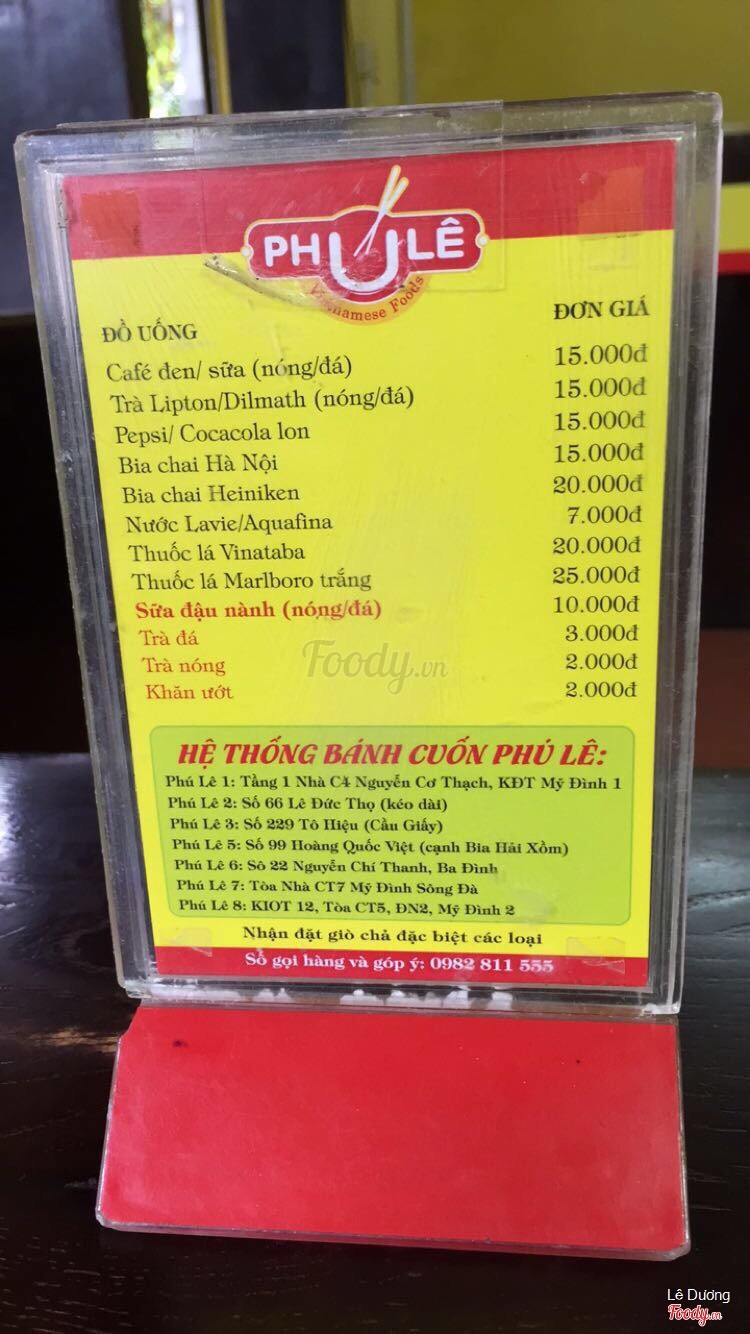 PHÚ LÊ
Vietnamese Foods
ĐỒ UỐNG ĐƠN GIÁ
Café đen/ sữa (nóng/đá) 15.000đ
Trà Lipton/Dilmath (nóng/đá) 15.000đ
Pepsi/ Cocacola lon 15.000đ
Bia chai Hà Nội 15.000đ
Bia chai Heiniken 20.000đ
Nước Lavie/Aquafina 7.000đ
Thuốc lá Vinataba 20.000đ
Thuốc lá Marlboro trắng 25.000đ
Sữa đậu nành (nóng/đá) 10.000đ
Trà đá 3.000đ
Trà nóng 2.000đ
Khăn ướt 2.000đ
Foody.vn
HỆ THỐNG BÁNH CUỐN PHÚ LÊ:
Phú Lê 1: Tầng 1 Nhà C4 Nguyễn Cơ Thạch, KĐT Mỹ Đình 1
Phú Lê 2: Số 66 Lê Đức Thọ (kéo dài)
Phú Lê 3: Số 229 Tô Hiệu (Cầu Giấy)
Phú Lê 5: Số 99 Hoàng Quốc Việt (cạnh Bia Hải Xồm)
Phú Lê 6: Sô 22 Nguyễn Chí Thanh, Ba Đình
Phú Lê 7: Tòa Nhà CT7 Mỹ Đình Sông Đà
Phú Lê 8: KIOT 12, Tòa CT5, ĐN2, Mỹ Đình 2
Nhận đặt giò chả đặc biệt các loại
Số gọi hàng và góp ý: 0982 811 555
Lê Dương
Foody.vn